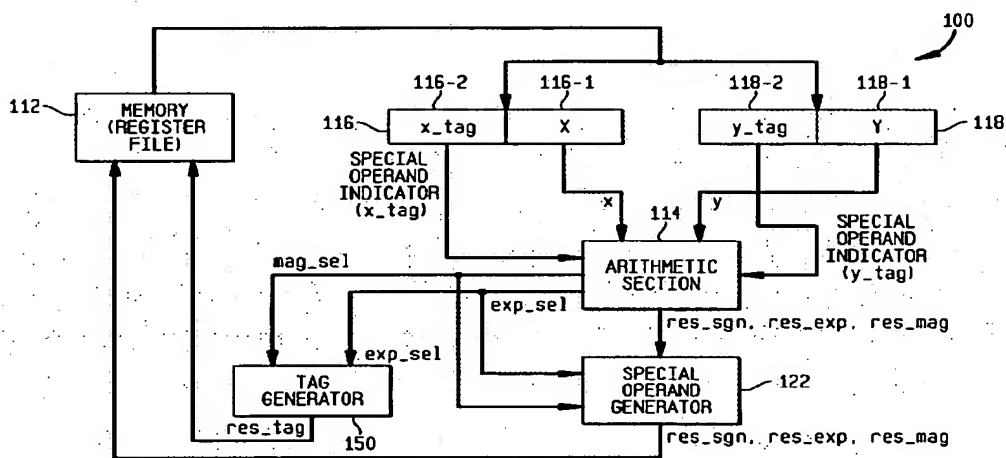 100
116-2 116-1 118-2 118-1
112 MEMORY
(REGISTER
FILE)
116 x_tag X y_tag Y 118
SPECIAL
OPERAND
INDICATOR
(x_tag)
x y
114
SPECIAL
OPERAND
INDICATOR
(y_tag)
ARITHMETIC
SECTION
mag_sel
exp_sel
res_sgn, res_exp, res_mag
exp_sel
TAG
GENERATOR
150
res_tag
SPECIAL
OPERAND
GENERATOR
122
res_sgn, res_exp, res_mag